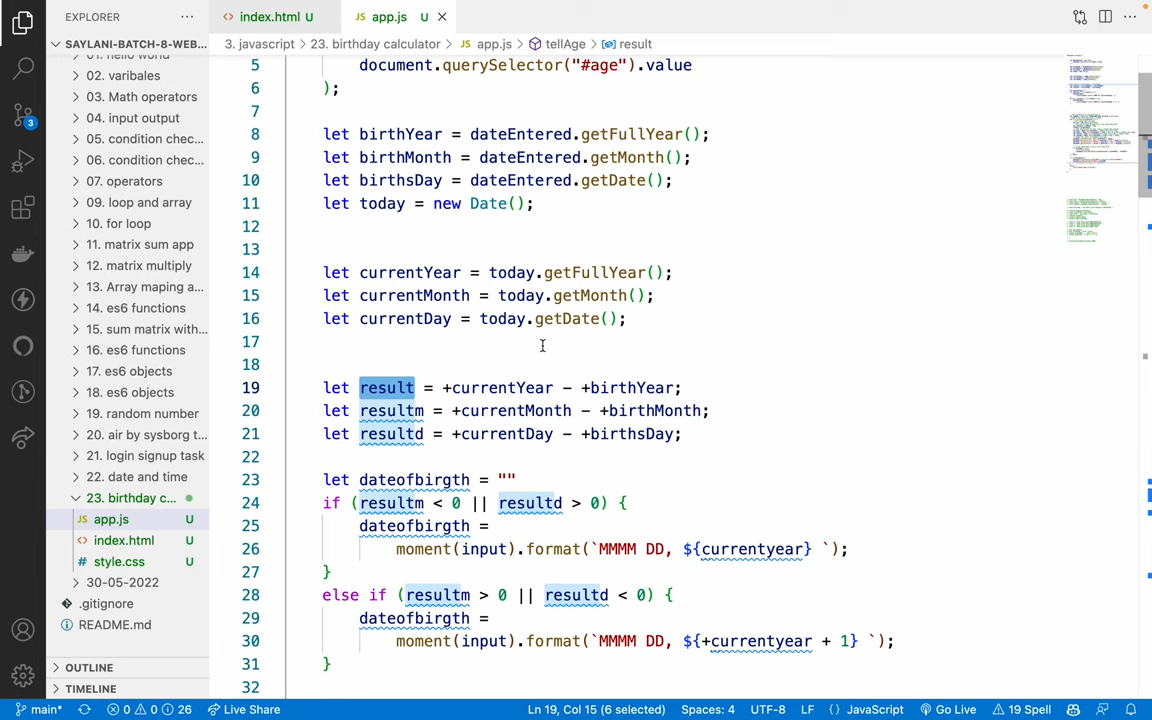 EXPLORER
index.html U
JS app.js U
SAYLANI-BATCH-8-WEB...
3. javascript > 23. birthday calculator > JS app.js > tellAge > result
01. hello world
02. varibales
03. Math operators
04. input output
05. condition chec...
06. condition chec...
07. operators
09. loop and array
10. for loop
11. matrix sum app
12. matrix multiply
13. Array maping a...
14. es6 functions
15. sum matrix with...
16. es6 functions
17. es6 objects
18. es6 objects
19. random number
20. air by sysborg t...
21. login signup task
22. date and time
23. birthday c...
JS app.js U
index.html U
# style.css U
30-05-2022
.gitignore
README.md
OUTLINE
TIMELINE
3
5 document.querySelector("#age").value
6 );
7
8 let birthYear = dateEntered.getFullYear();
9 let birthMonth = dateEntered.getMonth();
10 let birthsDay = dateEntered.getDate();
11 let today = new Date();
12
13
14 let currentYear = today.getFullYear();
15 let currentMonth = today.getMonth();
16 let currentDay = today.getDate();
17
18
19 let result = +currentYear - +birthYear;
20 let resultm = +currentMonth - +birthMonth;
21 let resultd = +currentDay - +birthsDay;
22
23 let dateofbirgth = ""
24 if (resultm < 0 || resultd > 0) {
25 dateofbirgth =
26 moment(input).format(`MMMM DD, ${currentyear} `);
27 }
28 else if (resultm > 0 || resultd < 0) {
29 dateofbirgth =
30 moment(input).format(`MMMM DD, ${+currentyear + 1} `);
31 }
32
main* 0 0 26 Live Share Ln 19, Col 15 (6 selected) Spaces: 4 UTF-8 LF {} JavaScript Go Live 19 Spell